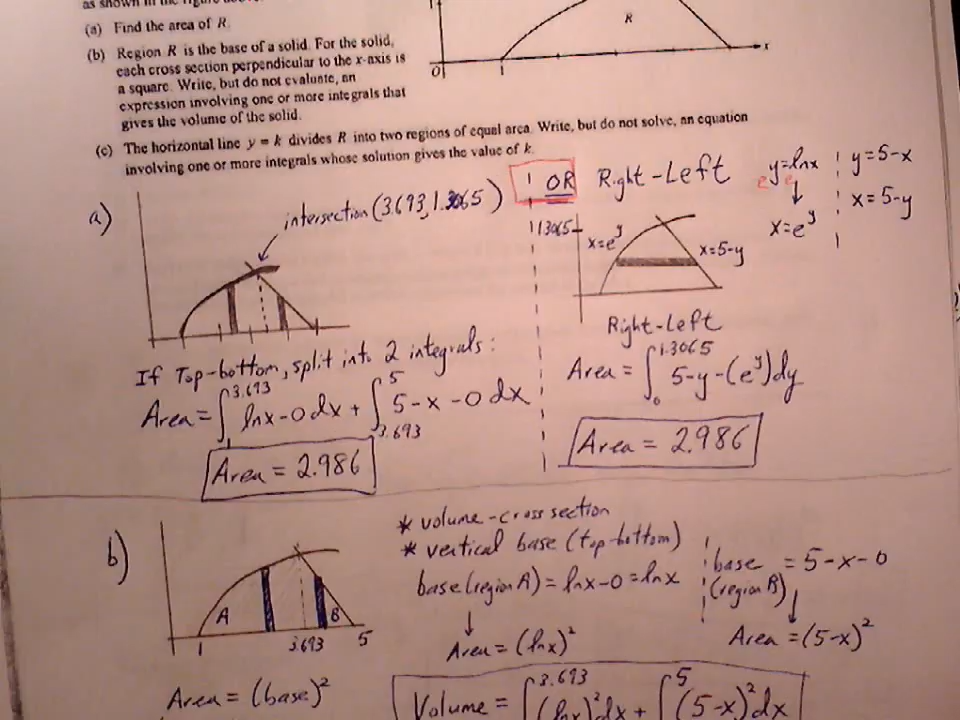 as shown in the figure above.
(a) Find the area of R.
(b) Region R is the base of a solid. For the solid,
each cross section perpendicular to the x-axis is
a square. Write, but do not evaluate, an
expression involving one or more integrals that
gives the volume of the solid.
R
x
O
1
(c) The horizontal line y = k divides R into two regions of equal area. Write, but do not solve, an equation
involving one or more integrals whose solution gives the value of k.
a)
intersection (3.693, 1.3065)
OR Right-Left
y=lnx
e e
x=e^y
y=5-x
x=5-y
1.3065
x=e^y
x=5-y
Right-Left
If Top-bottom, split into 2 integrals:
Area = ∫_1^3.693 lnx-0 dx + ∫_3.693^5 5-x-0 dx
Area = 2.986
Area = ∫_0^1.3065 5-y-(e^y)dy
Area = 2.986
b)
A
B
1
3.693
5
* volume-cross section
* vertical base (top-bottom)
base (region A) = lnx-0 = lnx
Area = (lnx)²
base = 5-x-0
(region B)
Area = (5-x)²
Area = (base)²
Volume = ∫^3.693 (lnx)²dx + ∫^5 (5-x)²dx